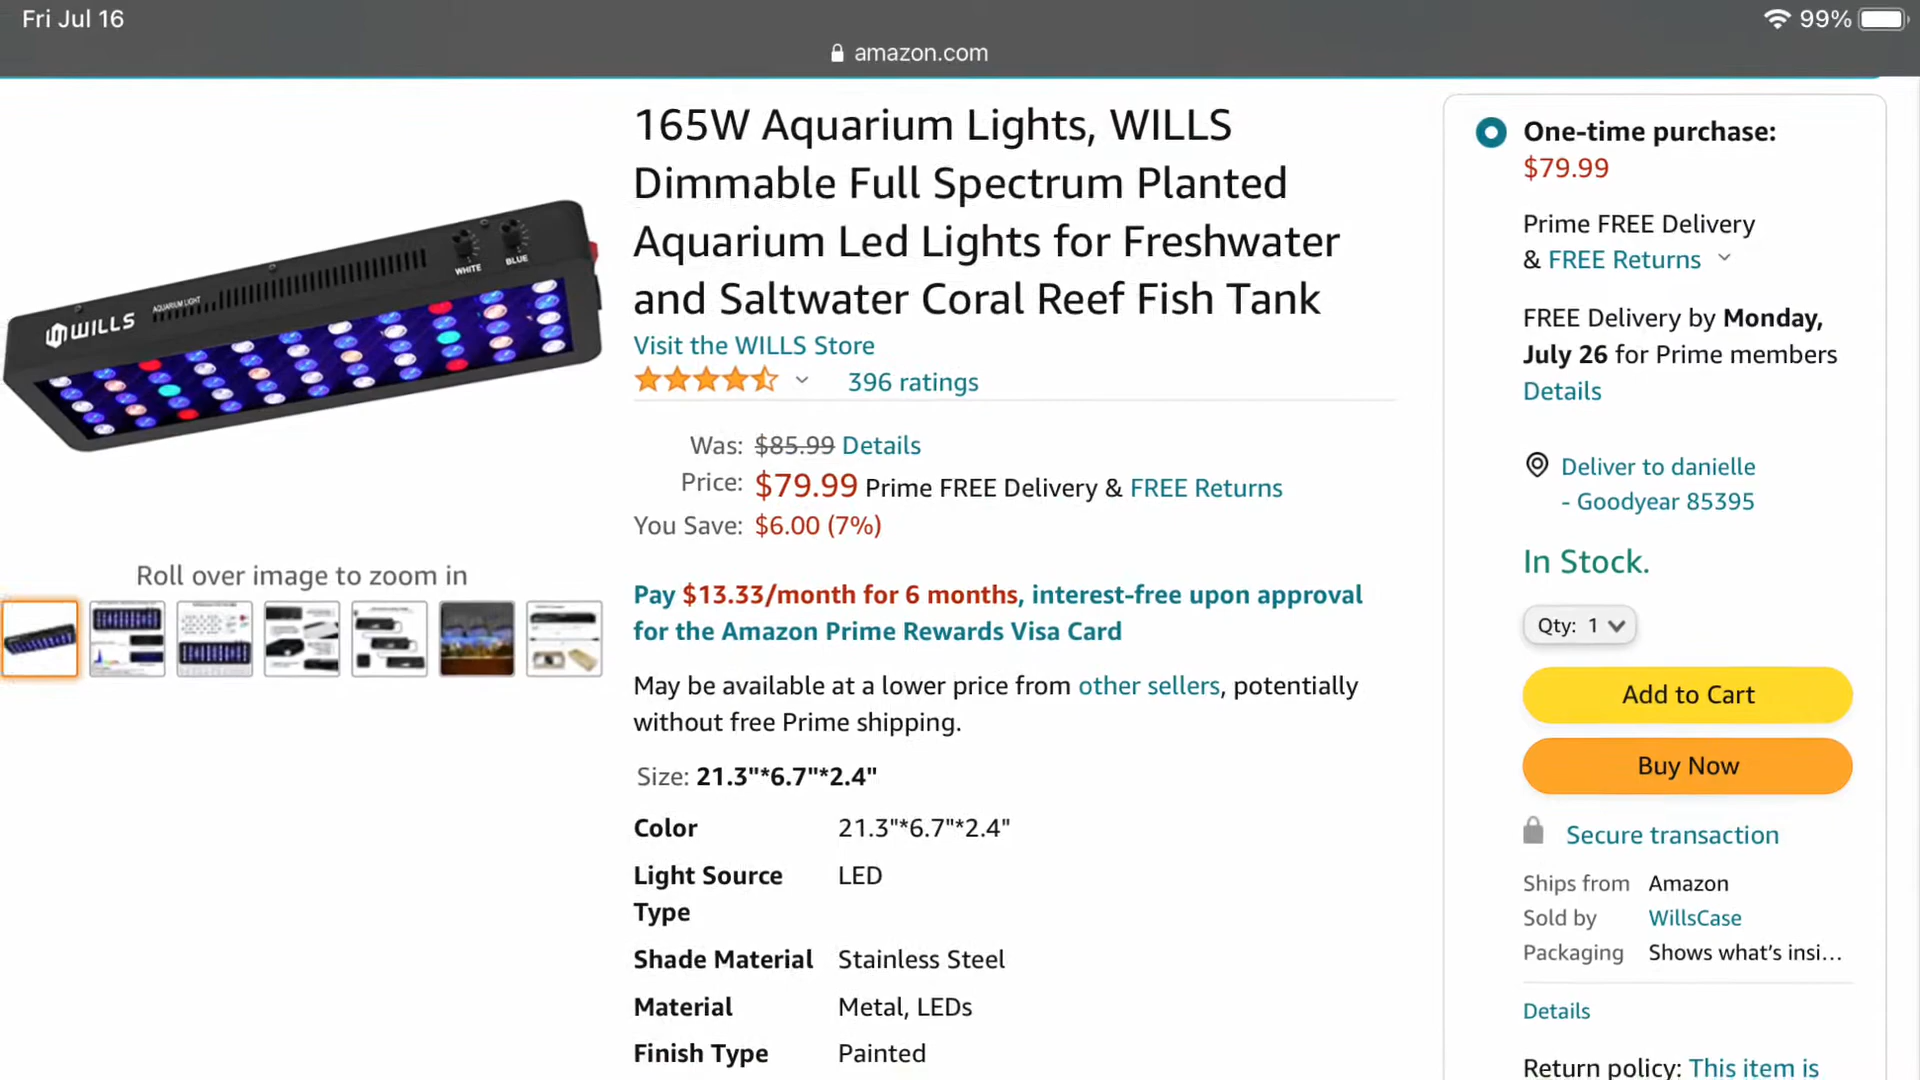 Fri Jul 16
99%
amazon.com
165W Aquarium Lights, WILLS
Dimmable Full Spectrum Planted
Aquarium Led Lights for Freshwater
and Saltwater Coral Reef Fish Tank
Visit the WILLS Store
396 ratings
Was: $85.99 Details
Price: $79.99 Prime FREE Delivery & FREE Returns
You Save: $6.00 (7%)
Pay $13.33/month for 6 months, interest-free upon approval
for the Amazon Prime Rewards Visa Card
May be available at a lower price from other sellers, potentially
without free Prime shipping.
Size: 21.3"*6.7"*2.4"
Color 21.3"*6.7"*2.4"
Light Source LED
Type
Shade Material Stainless Steel
Material Metal, LEDs
Finish Type Painted
WILLS
AQUARIUM LIGHT
WHITE
BLUE
Roll over image to zoom in
One-time purchase:
$79.99
Prime FREE Delivery
& FREE Returns
FREE Delivery by Monday,
July 26 for Prime members
Details
Deliver to danielle
- Goodyear 85395
In Stock.
Qty: 1
Add to Cart
Buy Now
Secure transaction
Ships from Amazon
Sold by WillsCase
Packaging Shows what's insi...
Details
Return policy: This item is